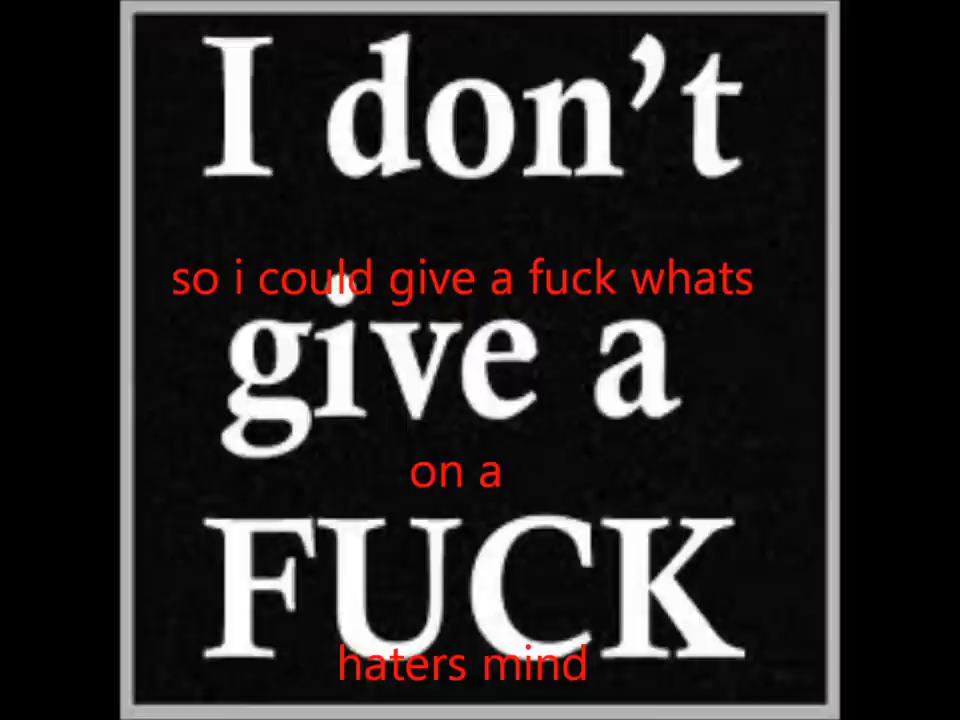 I don't
so i could give a fuck whats
give a
on a
FUCK
haters mind